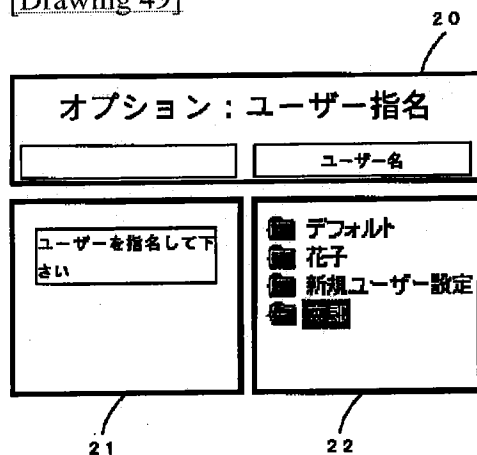 [Drawing 49]
20
オプション:ユーザー指名
ユーザー名
ユーザーを指名して下
さい
デフォルト
花子
新規ユーザー設定
21
22